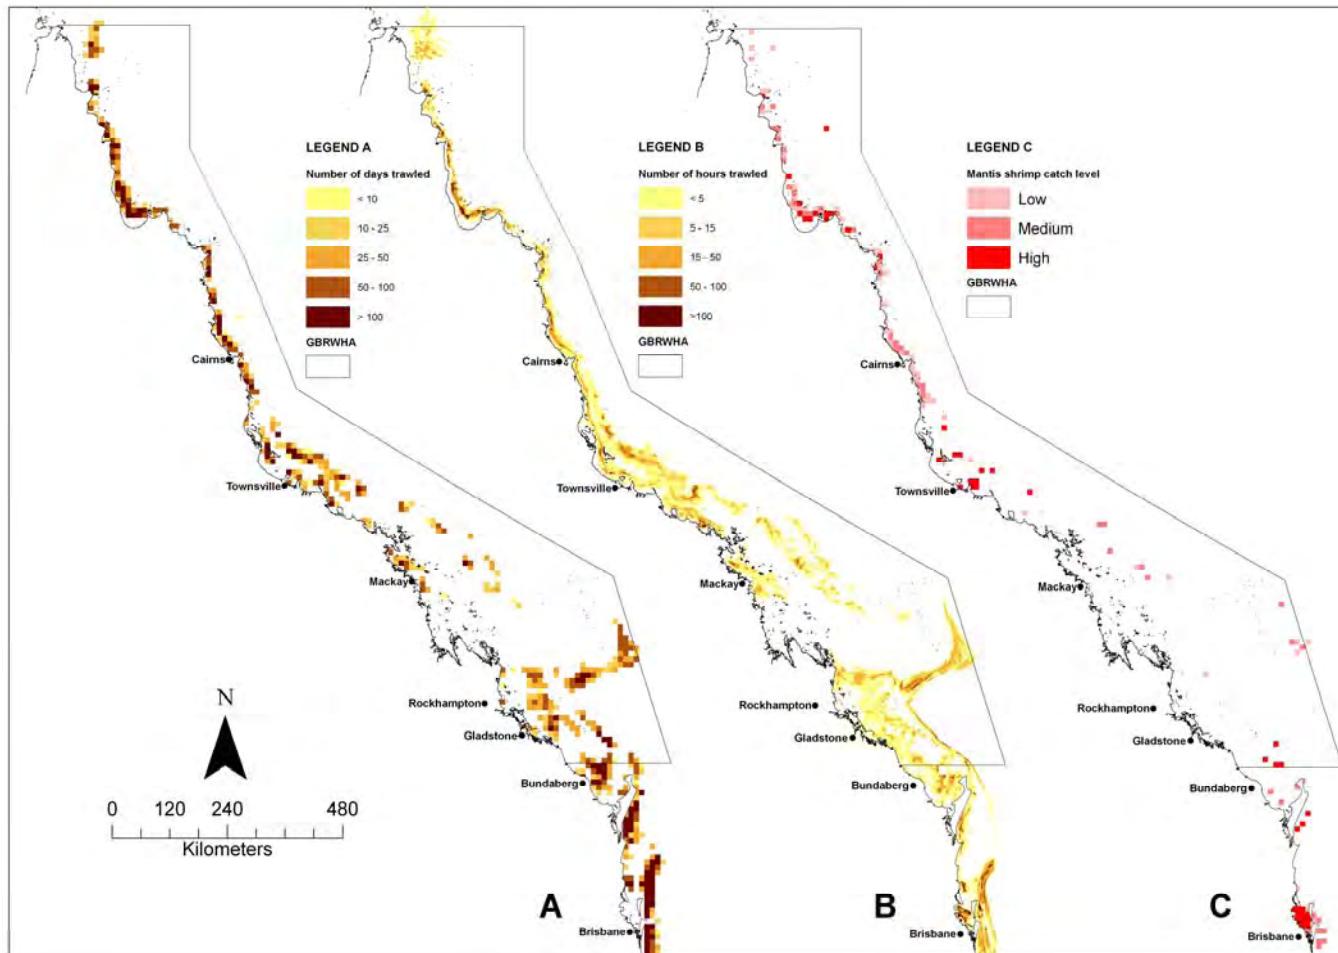 LEGEND A
Number of days trawled
< 10
10 - 25
25 - 50
50 - 100
> 100
GBRWHA
LEGEND B
Number of hours trawled
< 5
5 - 15
15 - 50
50 - 100
>100
GBRWHA
LEGEND C
Mantis shrimp catch level
Low
Medium
High
GBRWHA
Cairns
Townsville
Mackay
Rockhampton
Gladstone
Bundaberg
Brisbane
A
Cairns
Townsville
Mackay
Rockhampton
Gladstone
Bundaberg
Brisbane
B
Cairns
Townsville
Mackay
Rockhampton
Gladstone
Bundaberg
Brisbane
C
N
0 120 240 480
Kilometers